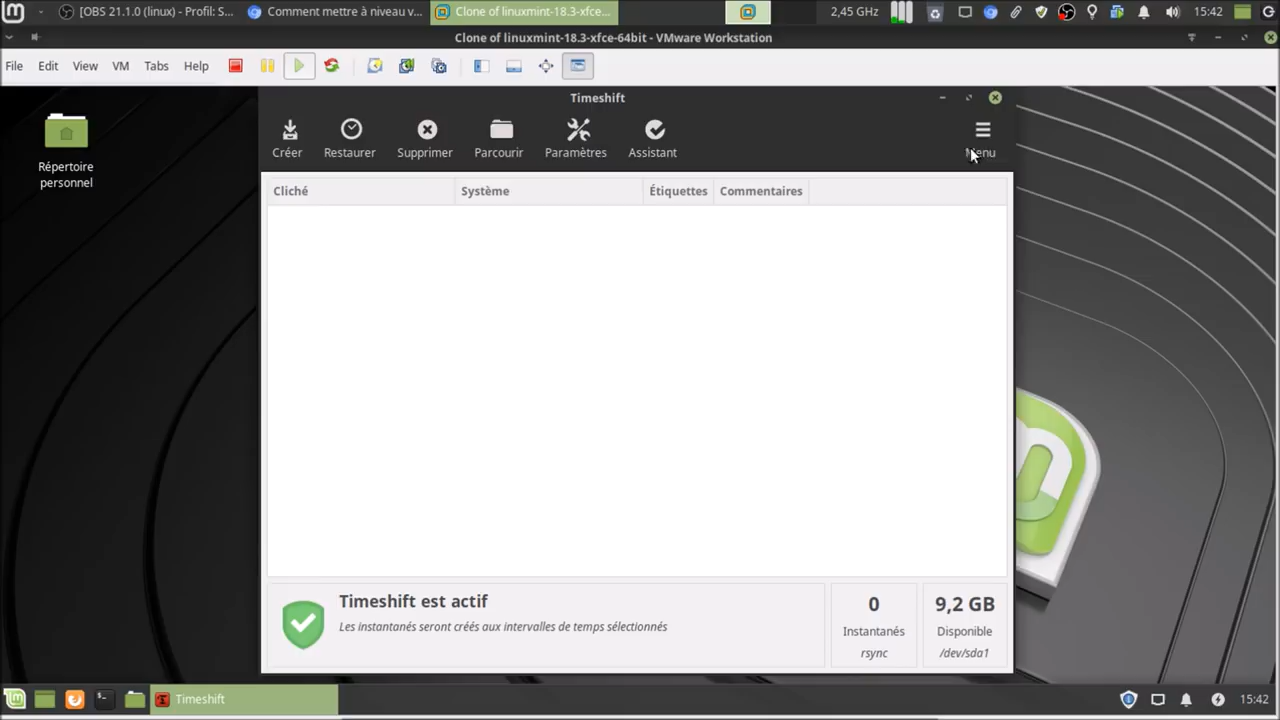 [OBS 21.1.0 (linux) - Profil: S...
Comment mettre à niveau v...
Clone of linuxmint-18.3-xfce...
2,45 GHz
15:42
Clone of linuxmint-18.3-xfce-64bit - VMware Workstation
File Edit View VM Tabs Help
Timeshift
Créer Restaurer Supprimer Parcourir Paramètres Assistant Menu
Répertoire
personnel
Cliché Système Étiquettes Commentaires
Timeshift est actif
Les instantanés seront créés aux intervalles de temps sélectionnés
0
Instantanés
rsync
9,2 GB
Disponible
/dev/sda1
Timeshift
15:42